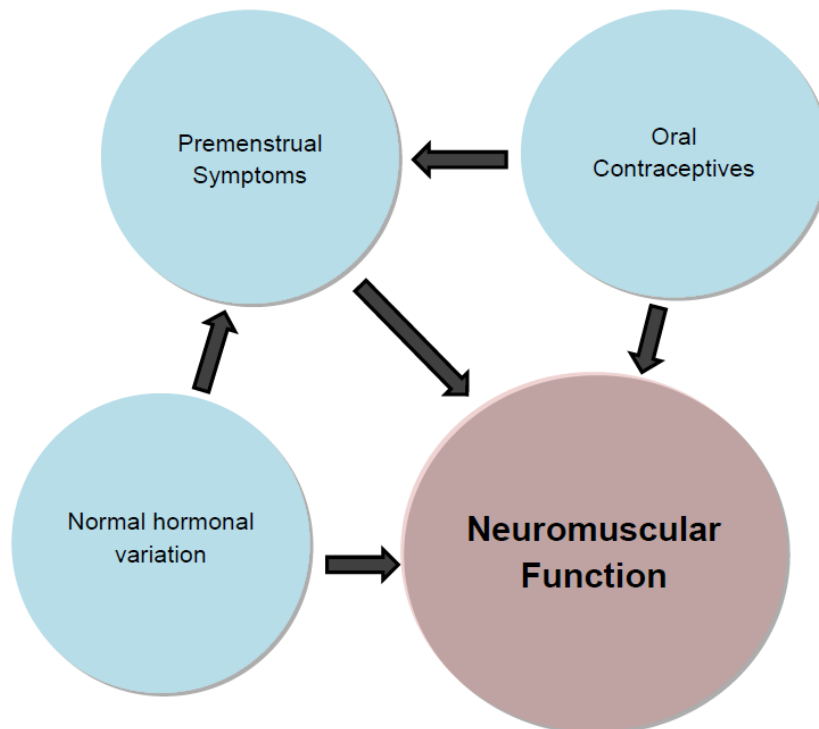 Premenstrual
Symptoms
Oral
Contraceptives
Normal hormonal
variation
Neuromuscular
Function